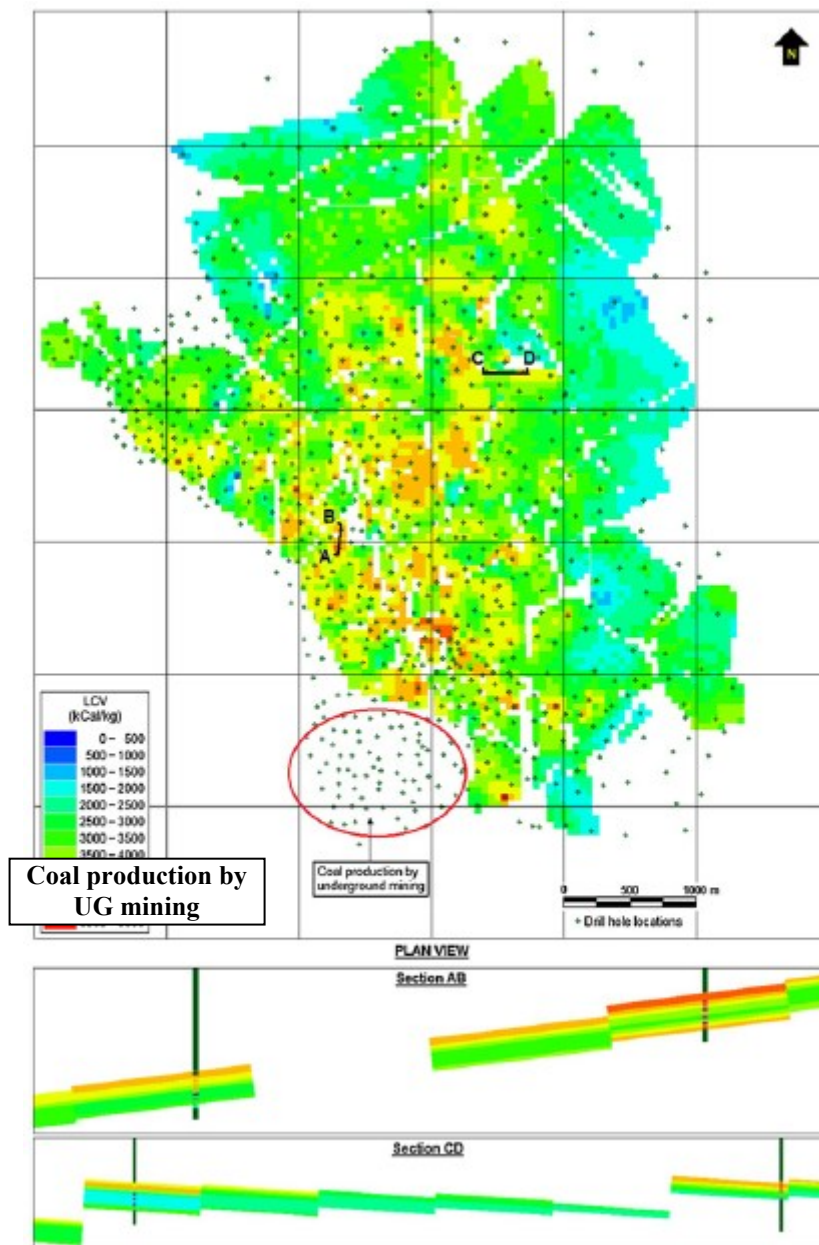 N
C D
B
A
LCV
(kCal/kg)
0 – 500
500 – 1000
1000 – 1500
1500 – 2000
2000 – 2500
2500 – 3000
3000 – 3500
3500 – 4000
Coal production by
UG mining
Coal production by
underground mining
0 500 1000 m
+ Drill hole locations
PLAN VIEW
Section AB
Section CD